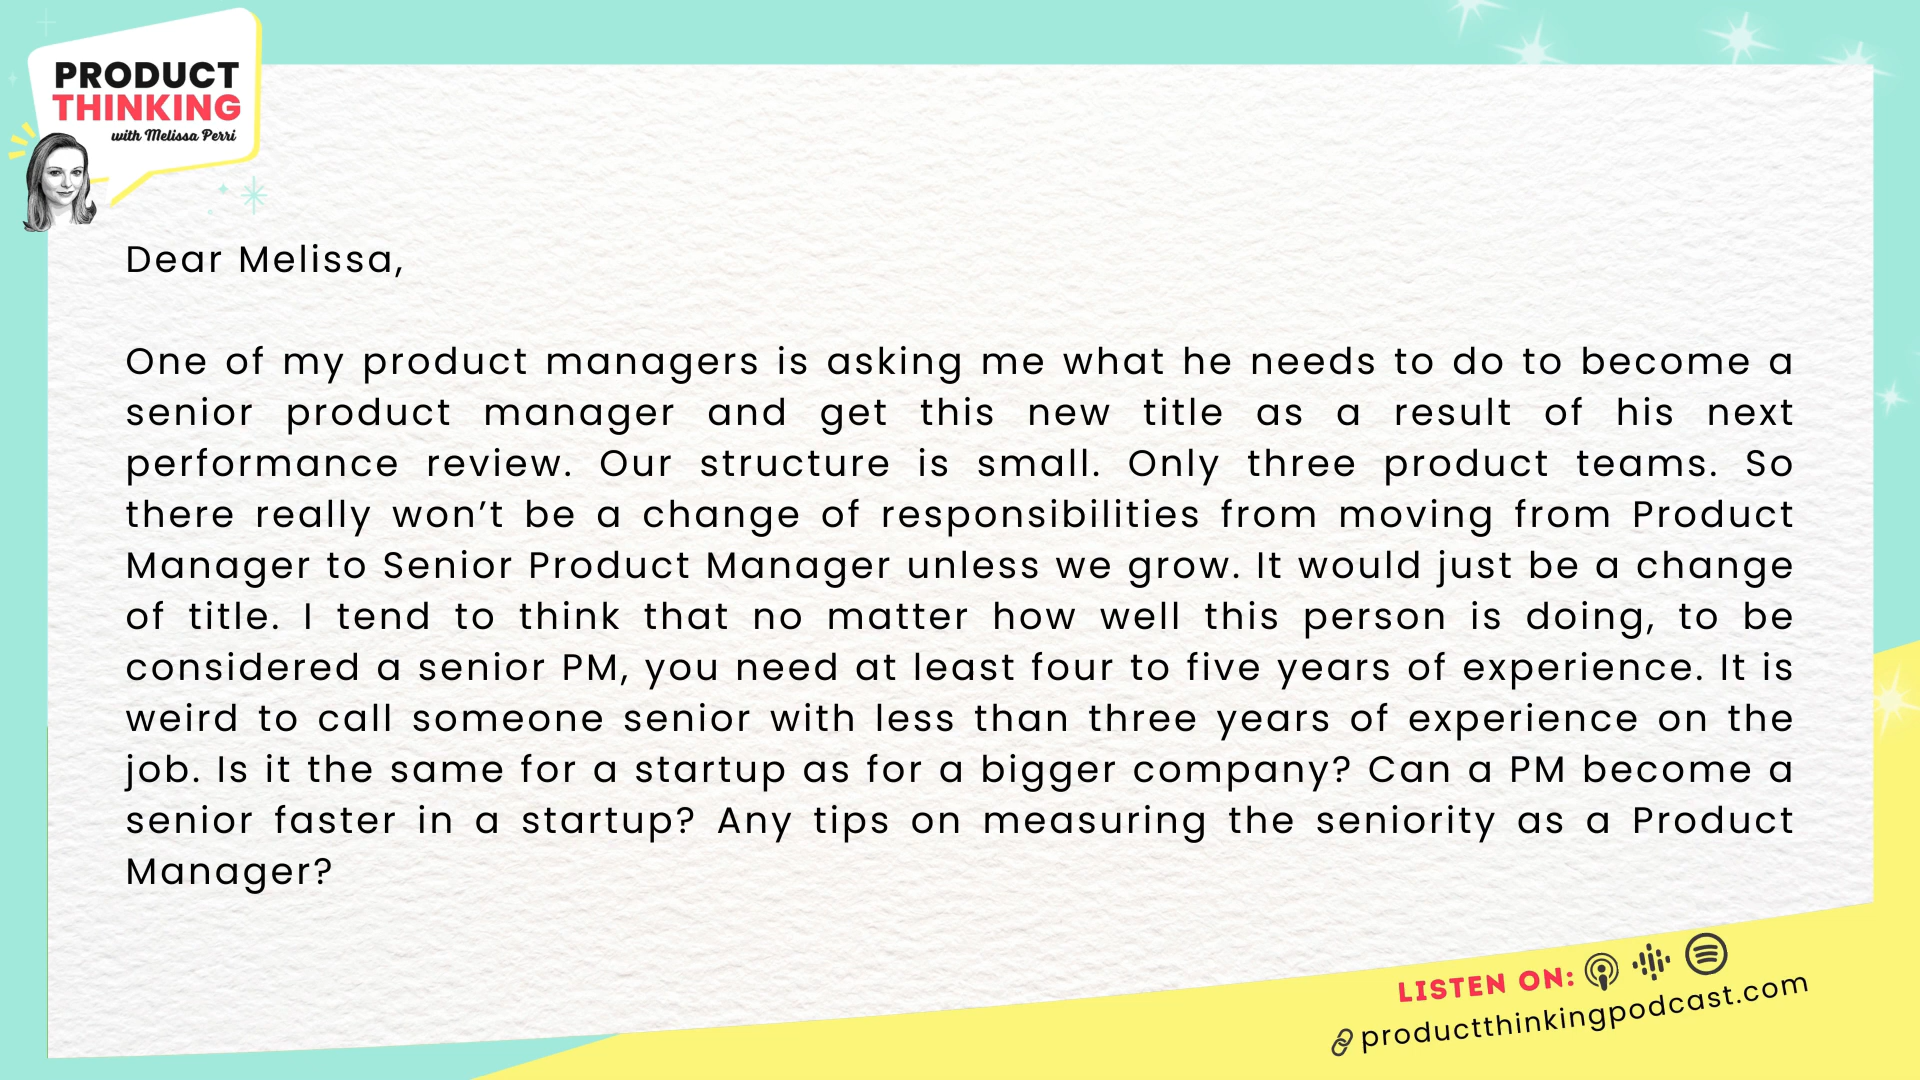 PRODUCT
THINKING
with Melissa Perri
Dear Melissa,
One of my product managers is asking me what he needs to do to become a
senior product manager and get this new title as a result of his next
performance review. Our structure is small. Only three product teams. So
there really won’t be a change of responsibilities from moving from Product
Manager to Senior Product Manager unless we grow. It would just be a change
of title. I tend to think that no matter how well this person is doing, to be
considered a senior PM, you need at least four to five years of experience. It is
weird to call someone senior with less than three years of experience on the
job. Is it the same for a startup as for a bigger company? Can a PM become a
senior faster in a startup? Any tips on measuring the seniority as a Product
Manager?
LISTEN ON:
productthinkingpodcast.com